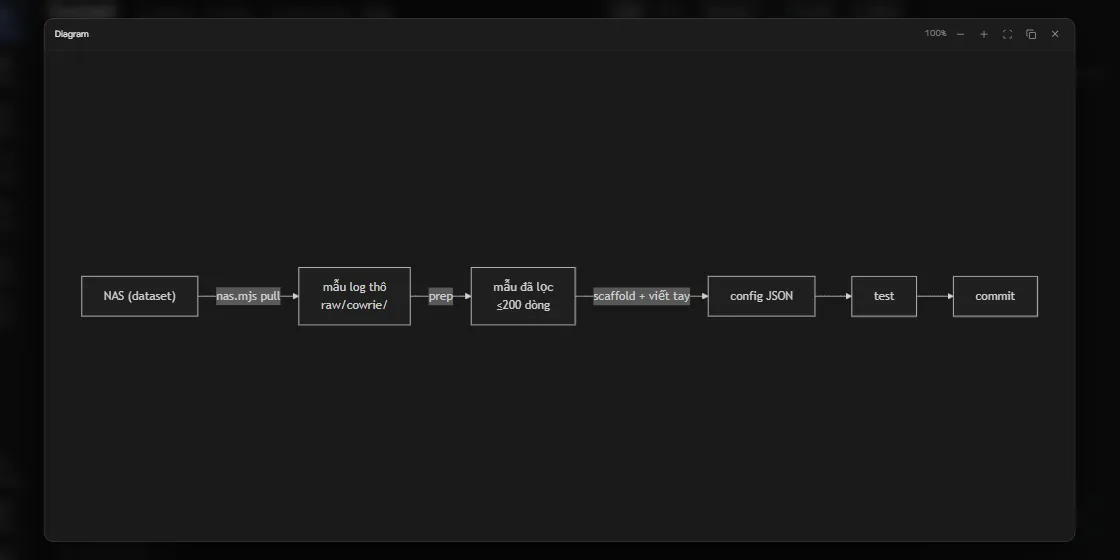 Diagram
100%
NAS (dataset)
nas.mjs pull
mẫu log thô
raw/cowrie/
prep
mẫu đã lọc
≤200 dòng
scaffold + viết tay
config JSON
test
commit